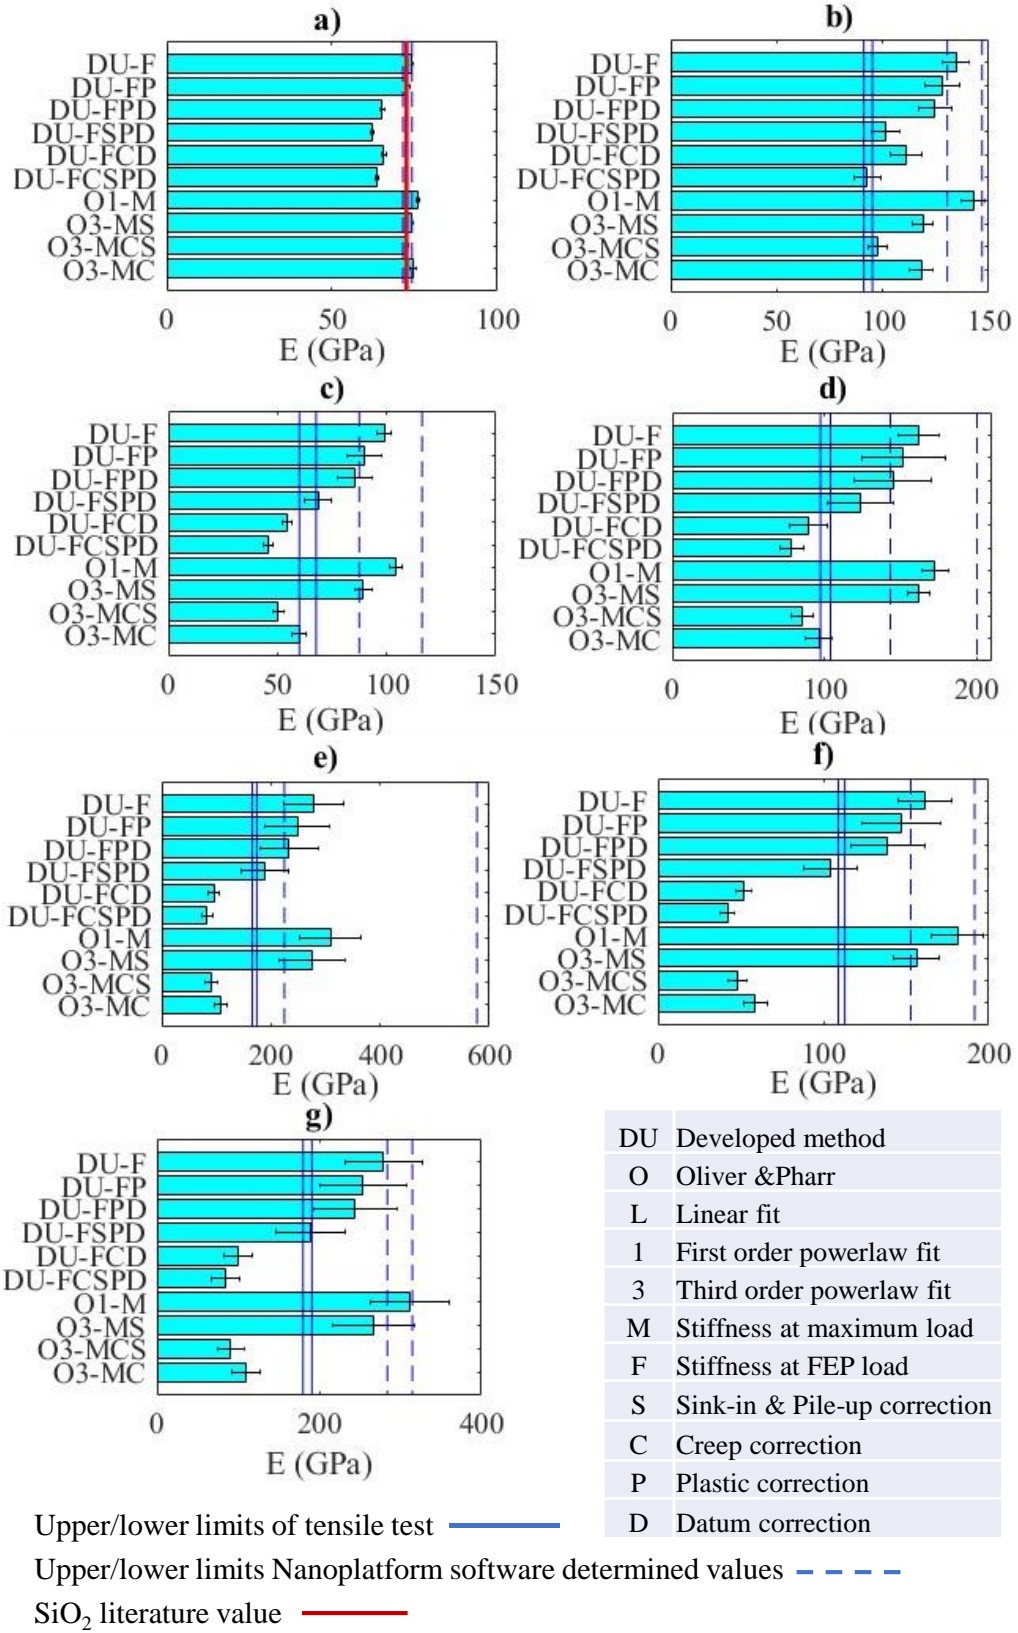 a)
DU-F
DU-FP
DU-FPD
DU-FSPD
DU-FCD
DU-FCSPD
O1-M
O3-MS
O3-MCS
O3-MC
0 50 100
E (GPa)
b)
DU-F
DU-FP
DU-FPD
DU-FSPD
DU-FCD
DU-FCSPD
O1-M
O3-MS
O3-MCS
O3-MC
0 50 100 150
E (GPa)
c)
DU-F
DU-FP
DU-FPD
DU-FSPD
DU-FCD
DU-FCSPD
O1-M
O3-MS
O3-MCS
O3-MC
0 50 100 150
E (GPa)
d)
DU-F
DU-FP
DU-FPD
DU-FSPD
DU-FCD
DU-FCSPD
O1-M
O3-MS
O3-MCS
O3-MC
0 100 200
E (GPa)
e)
DU-F
DU-FP
DU-FPD
DU-FSPD
DU-FCD
DU-FCSPD
O1-M
O3-MS
O3-MCS
O3-MC
0 200 400 600
E (GPa)
f)
DU-F
DU-FP
DU-FPD
DU-FSPD
DU-FCD
DU-FCSPD
O1-M
O3-MS
O3-MCS
O3-MC
0 100 200
E (GPa)
g)
DU-F
DU-FP
DU-FPD
DU-FSPD
DU-FCD
DU-FCSPD
O1-M
O3-MS
O3-MCS
O3-MC
0 200 400
E (GPa)
DU Developed method
O Oliver &Pharr
L Linear fit
1 First order powerlaw fit
3 Third order powerlaw fit
M Stiffness at maximum load
F Stiffness at FEP load
S Sink-in & Pile-up correction
C Creep correction
P Plastic correction
D Datum correction
Upper/lower limits of tensile test
Upper/lower limits Nanoplatform software determined values
SiO₂ literature value